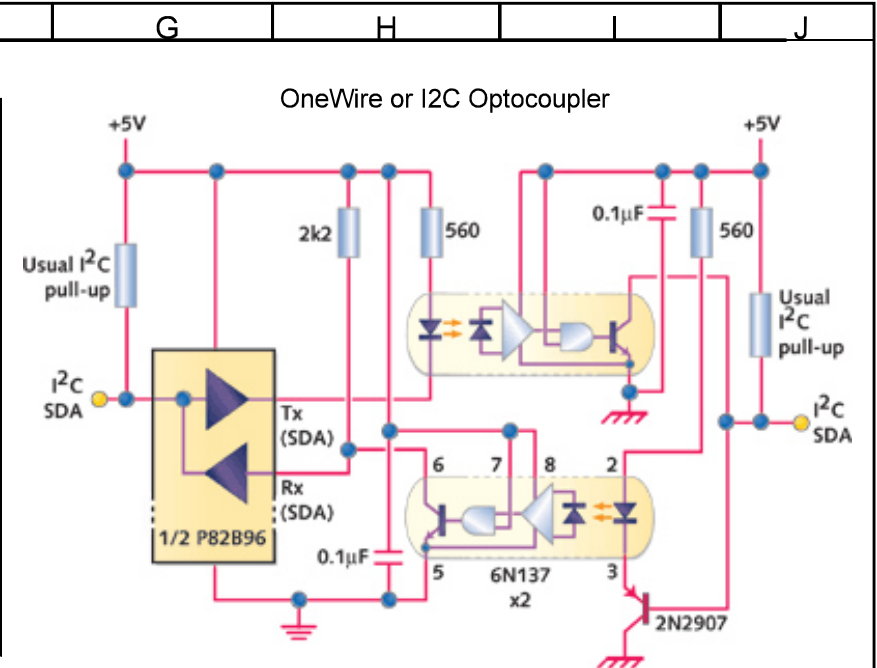 G H I J
OneWire or I2C Optocoupler
+5V
+5V
0.1µF
2k2
560
560
Usual I²C
pull-up
Usual
I²C
pull-up
I²C
SDA
Tx
(SDA)
I²C
SDA
6 7 8 2
Rx
(SDA)
1/2 P82B96
0.1µF
5 6N137 3
x2
2N2907